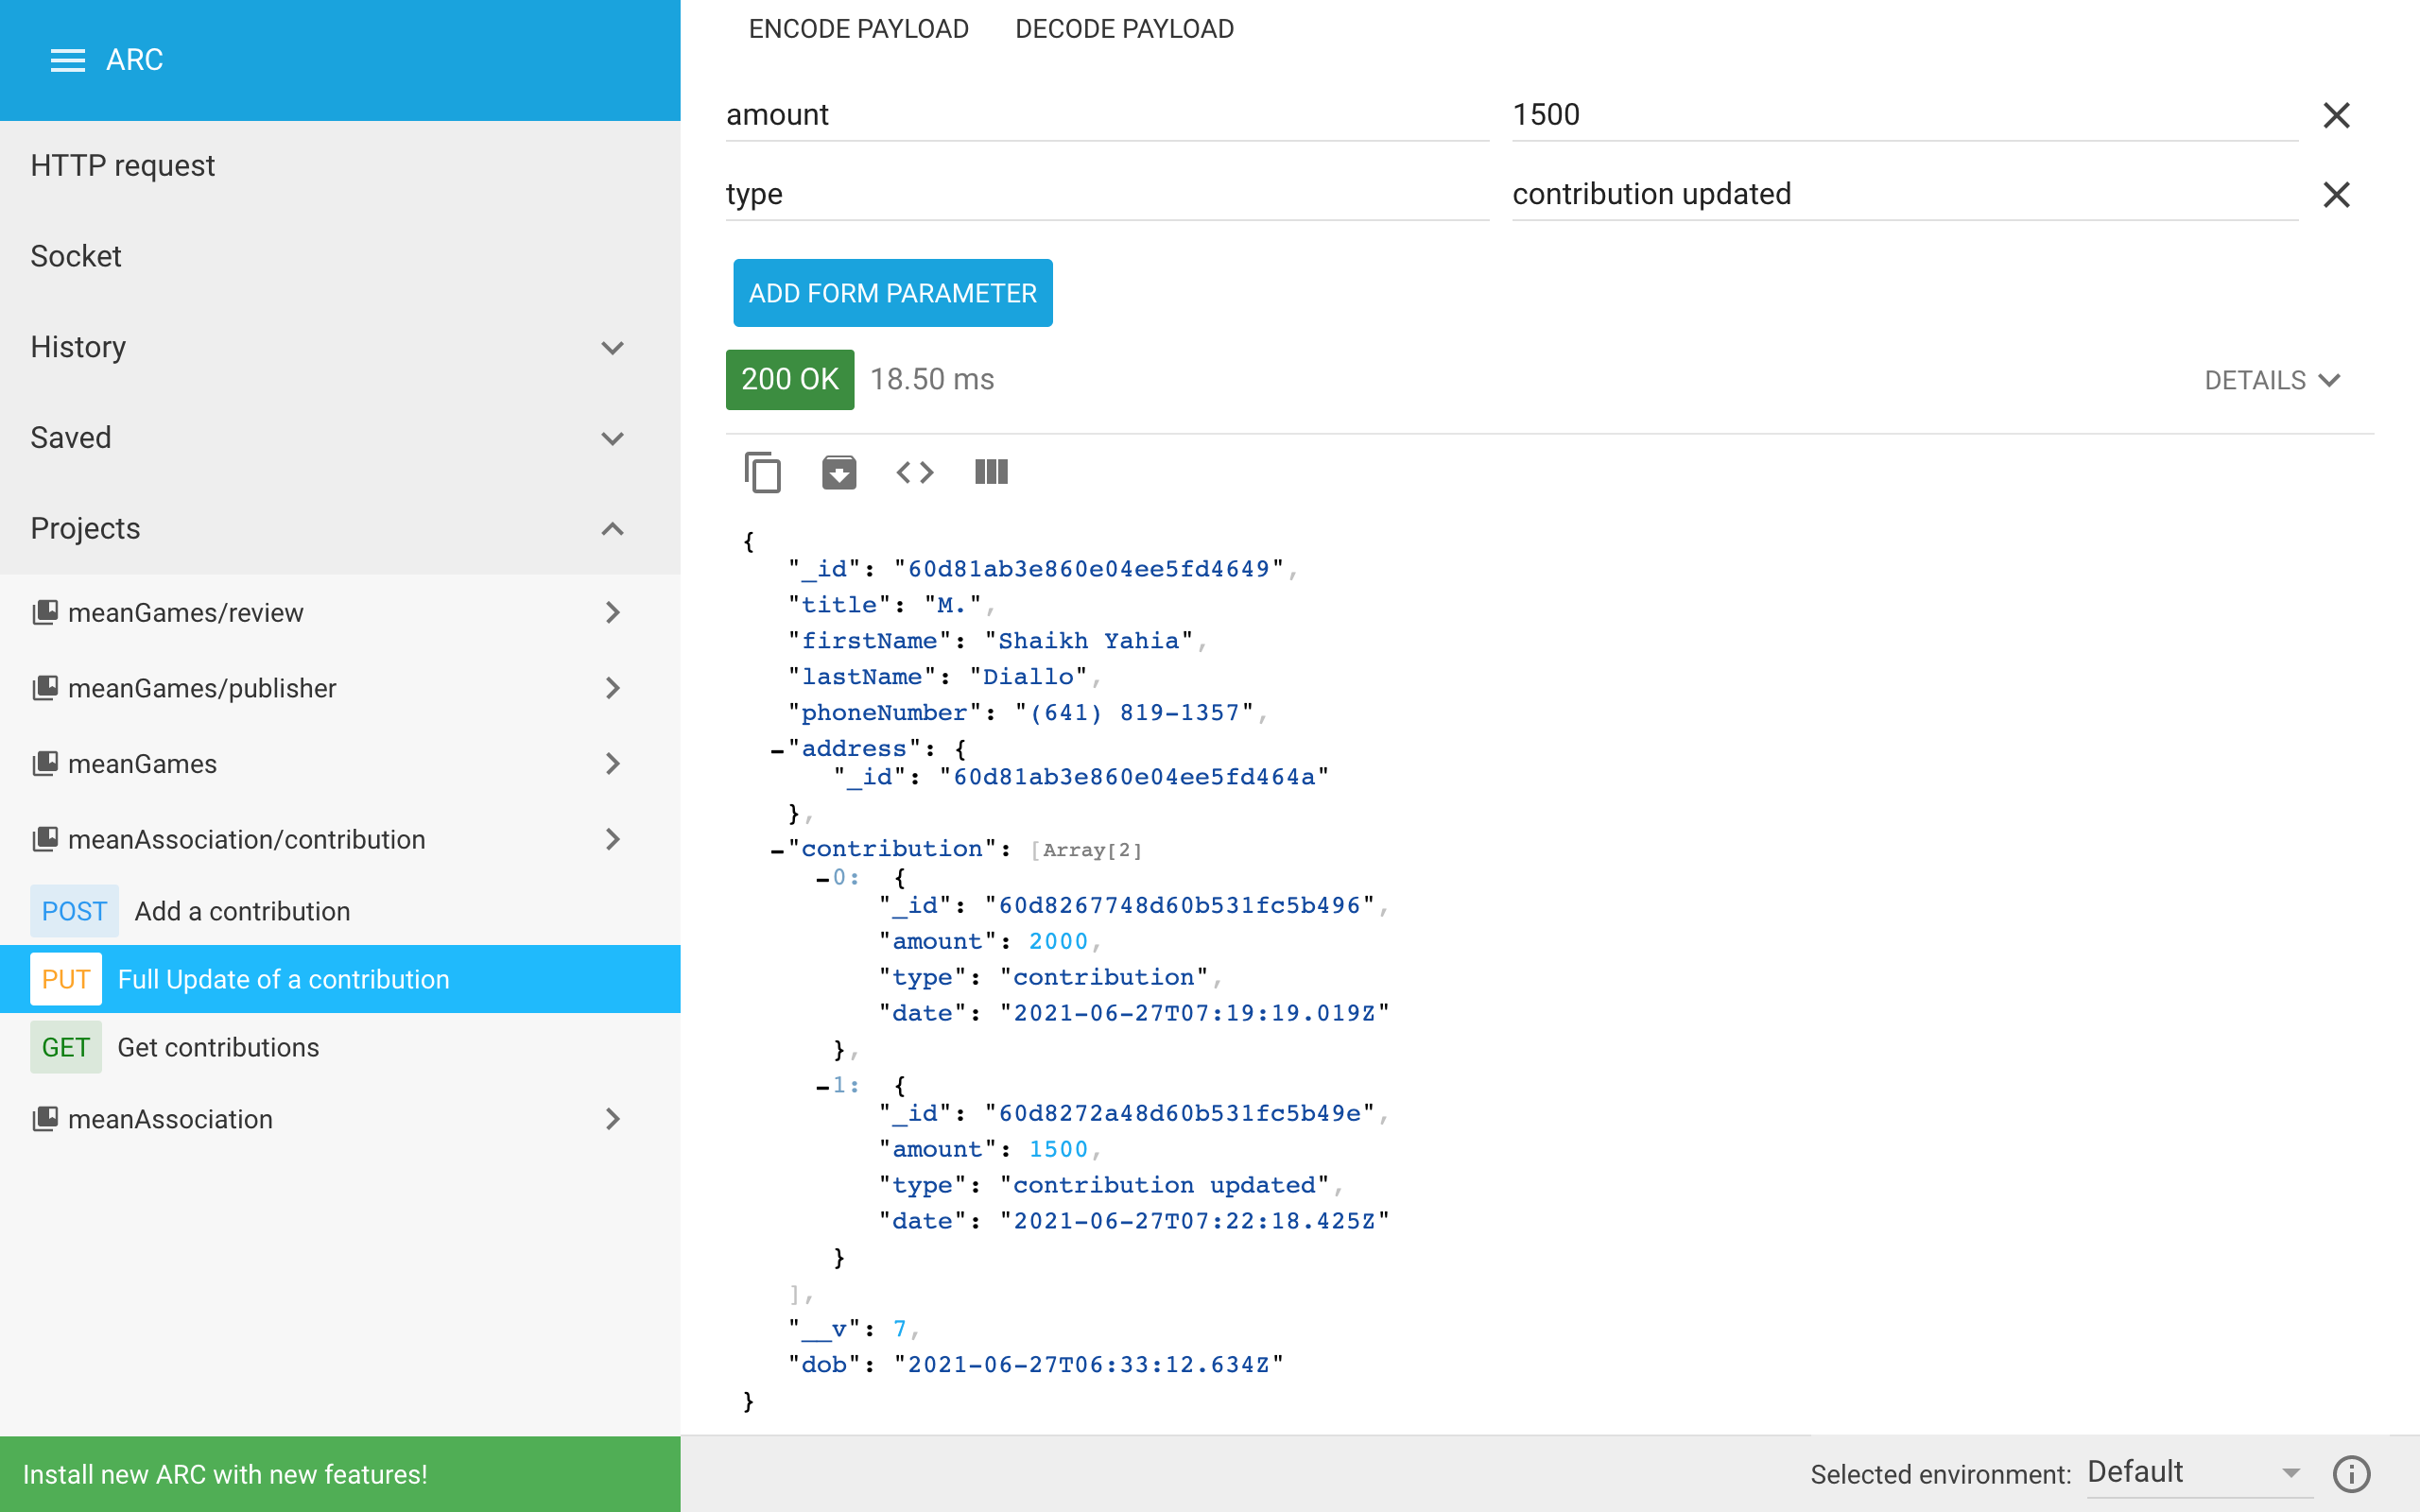 ARC
HTTP request
Socket
History
Saved
Projects
meanGames/review
meanGames/publisher
meanGames
meanAssociation/contribution
POST Add a contribution
PUT Full Update of a contribution
GET Get contributions
meanAssociation
Install new ARC with new features!
ENCODE PAYLOAD DECODE PAYLOAD
amount 1500
type contribution updated
ADD FORM PARAMETER
200 OK 18.50 ms DETAILS
{
"_id": "60d81ab3e860e04ee5fd4649",
"title": "M.",
"firstName": "Shaikh Yahia",
"lastName": "Diallo",
"phoneNumber": "(641) 819-1357",
-"address": {
"_id": "60d81ab3e860e04ee5fd464a"
},
-"contribution": [Array[2]
-0: {
"_id": "60d8267748d60b531fc5b496",
"amount": 2000,
"type": "contribution",
"date": "2021-06-27T07:19:19.019Z"
},
-1: {
"_id": "60d8272a48d60b531fc5b49e",
"amount": 1500,
"type": "contribution updated",
"date": "2021-06-27T07:22:18.425Z"
}
],
"__v": 7,
"dob": "2021-06-27T06:33:12.634Z"
}
Selected environment: Default